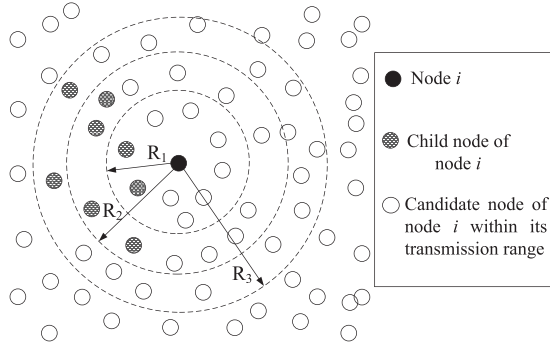 R₁
R₂
R₃
Node i
Child node of
node i
Candidate node of
node i within its
transmission range